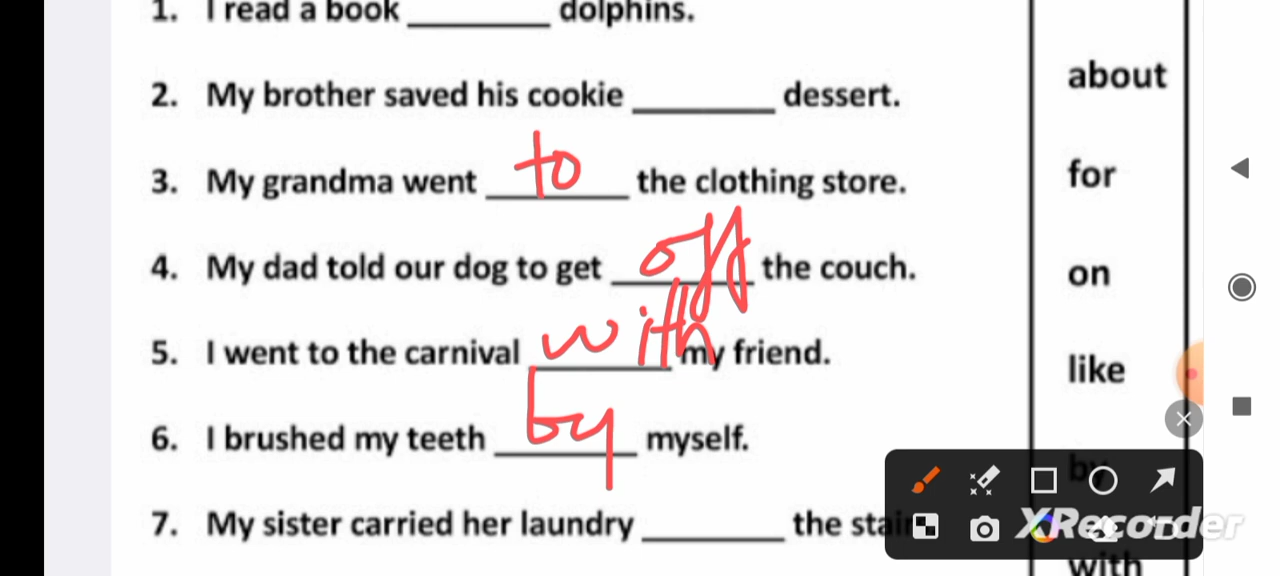 1. I read a book ________ dolphins.
2. My brother saved his cookie ________ dessert.
3. My grandma went to the clothing store.
4. My dad told our dog to get off the couch.
5. I went to the carnival with my friend.
6. I brushed my teeth by myself.
7. My sister carried her laundry ________ the stai
about
for
on
like
by
with
XRecorder